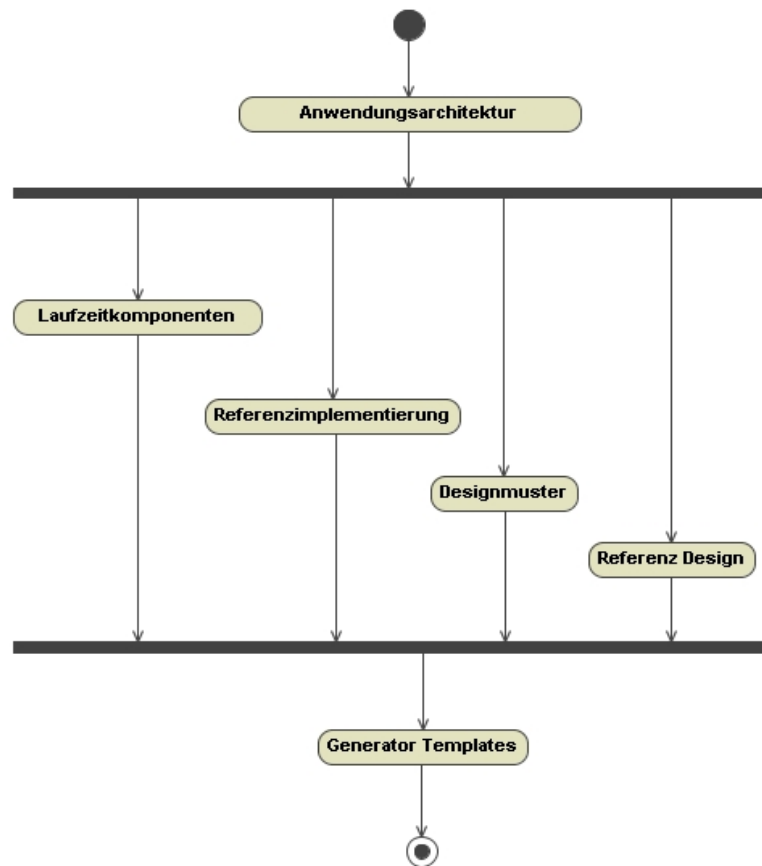 Anwendungsarchitektur
Laufzeitkomponenten
Referenzimplementierung
Designmuster
Referenz Design
Generator Templates